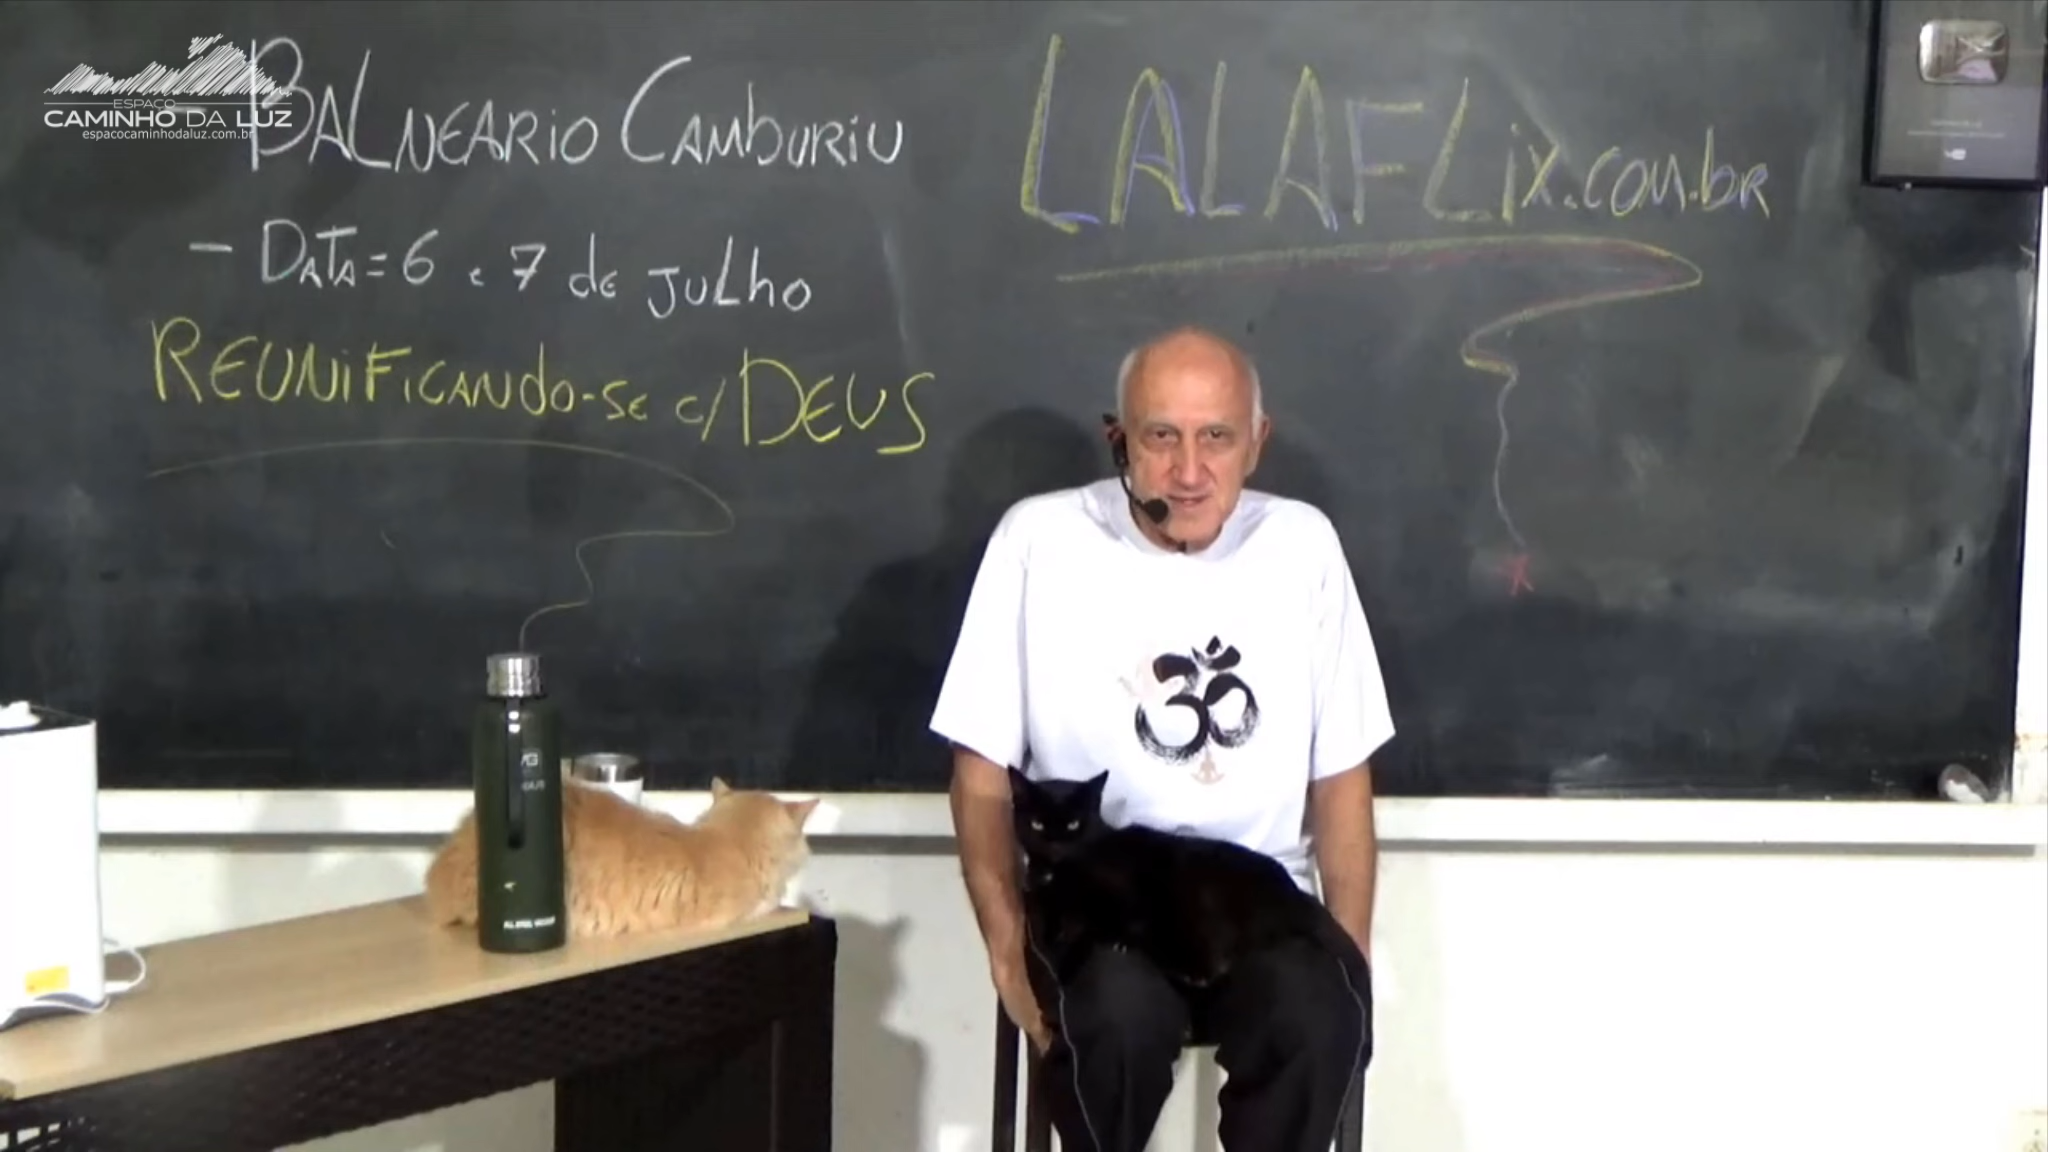 ESPAÇO
CAMINHO DA LUZ
espacocaminhodaluz.com.br
- BALNEARIO CAMBURIU
- DATA = 6 e 7 de JULHO
REUNIFICANDO-SE C/ DEUS
LALAFLIX.COM.BR